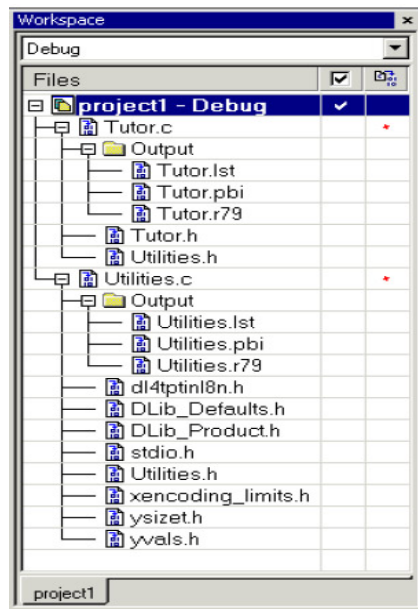 Workspace
Debug
Files
project1 - Debug
Tutor.c
Output
Tutor.lst
Tutor.pbi
Tutor.r79
Tutor.h
Utilities.h
Utilities.c
Output
Utilities.lst
Utilities.pbi
Utilities.r79
dl4tptinl8n.h
DLib_Defaults.h
DLib_Product.h
stdio.h
Utilities.h
xencoding_limits.h
ysizet.h
yvals.h
project1